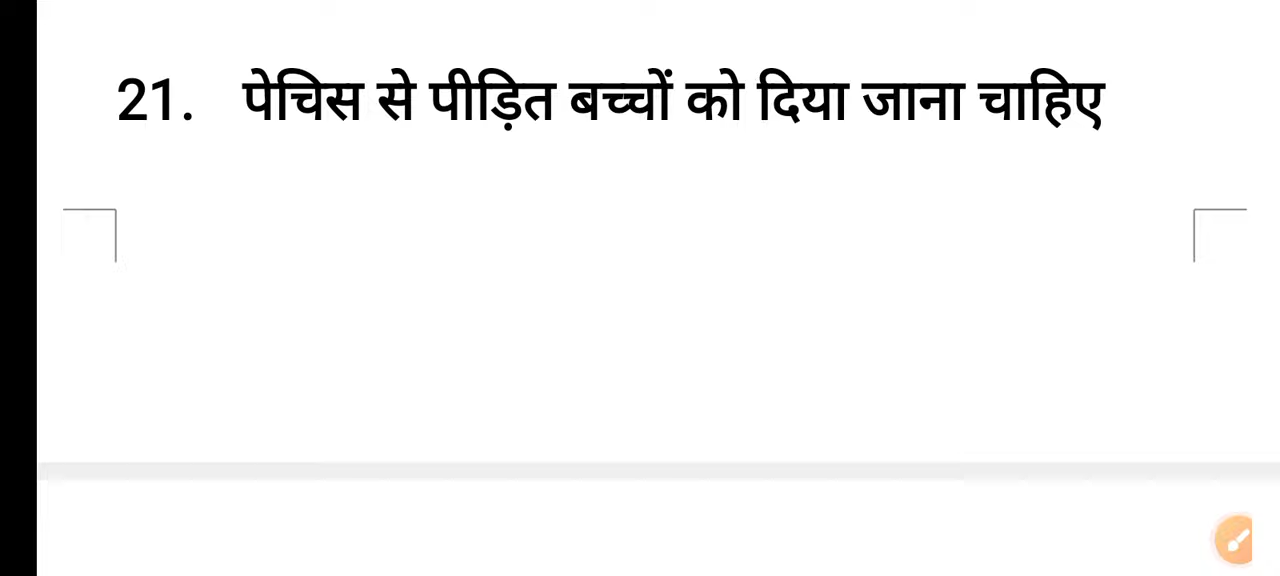 21. पेचिस से पीड़ित बच्चों को दिया जाना चाहिए